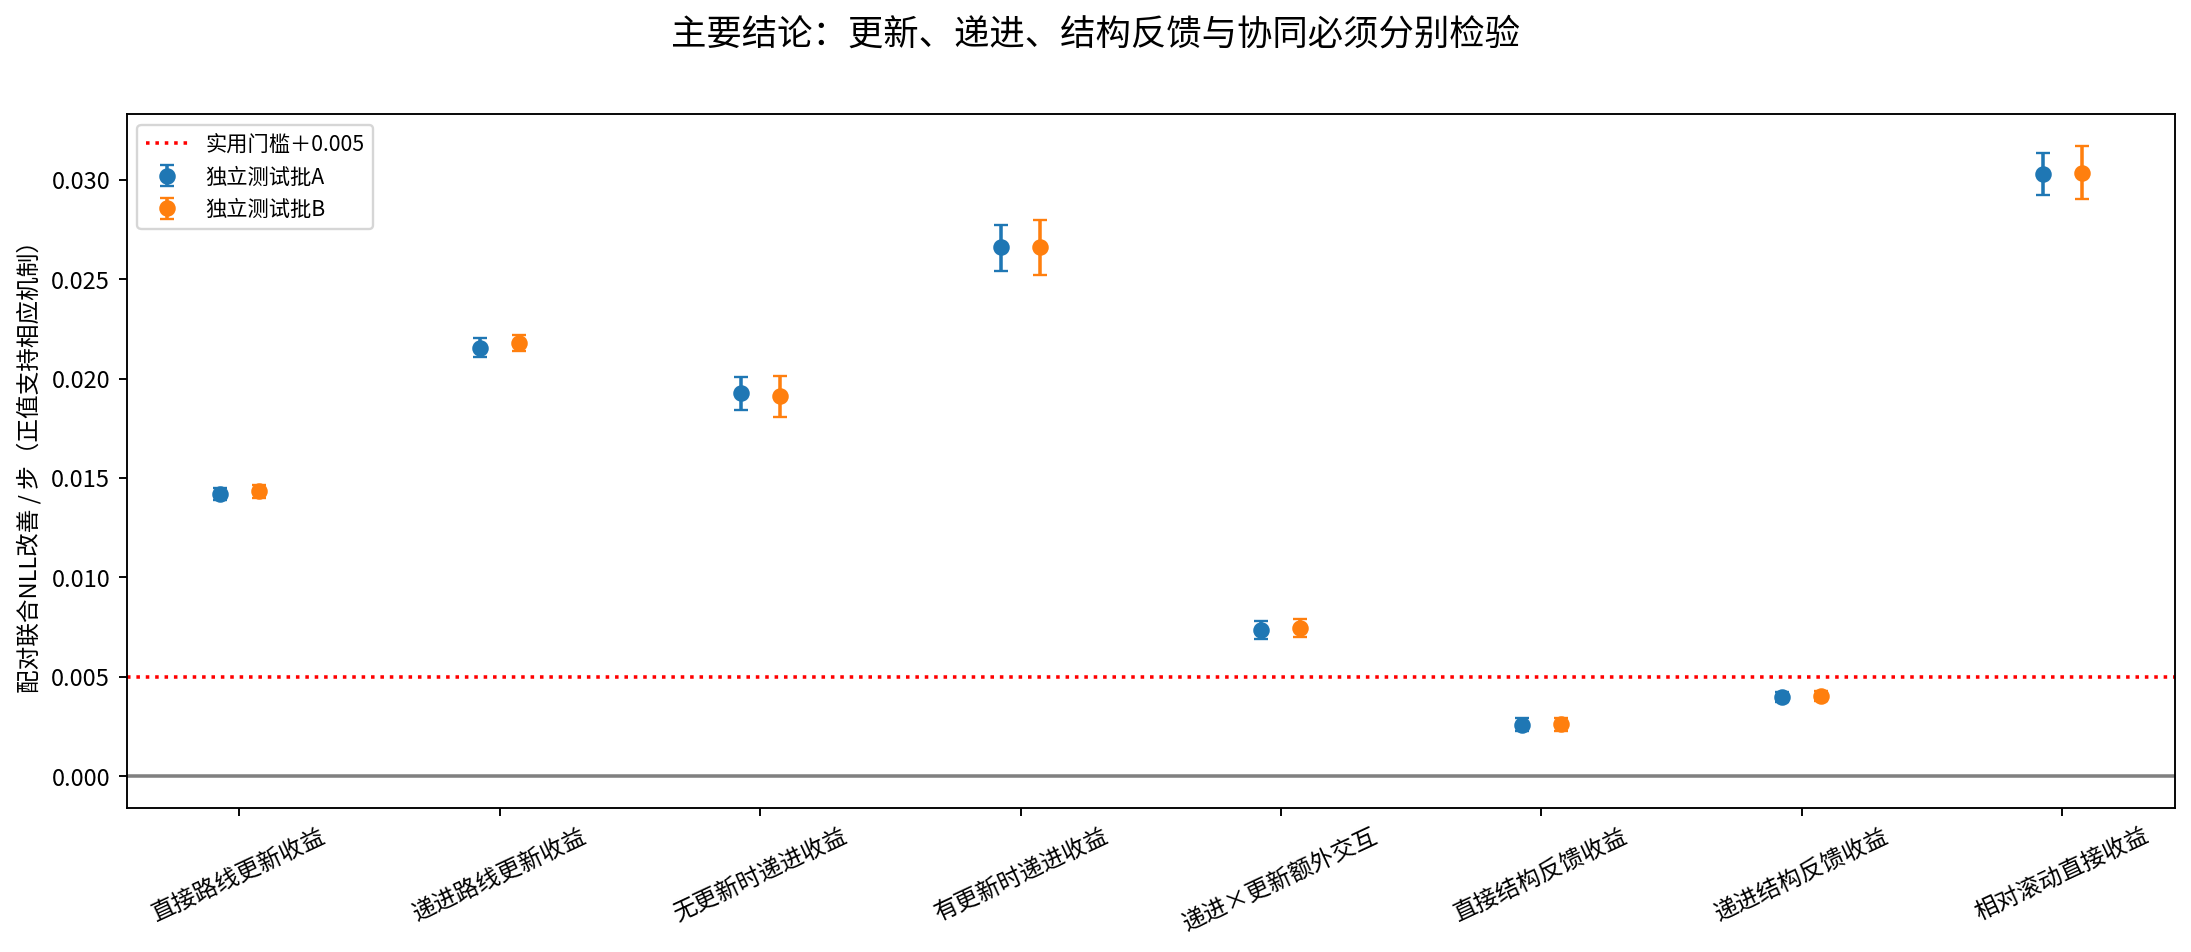 主要结论：更新、递进、结构反馈与协同必须分别检验
实用门槛＋0.005
独立测试批A
独立测试批B
配对联合NLL改善 / 步（正值支持相应机制）
0.030
0.025
0.020
0.015
0.010
0.005
0.000
直接路线更新收益
递进路线更新收益
无更新时递进收益
有更新时递进收益
递进×更新额外交互
直接结构反馈收益
递进结构反馈收益
相对滚动直接收益